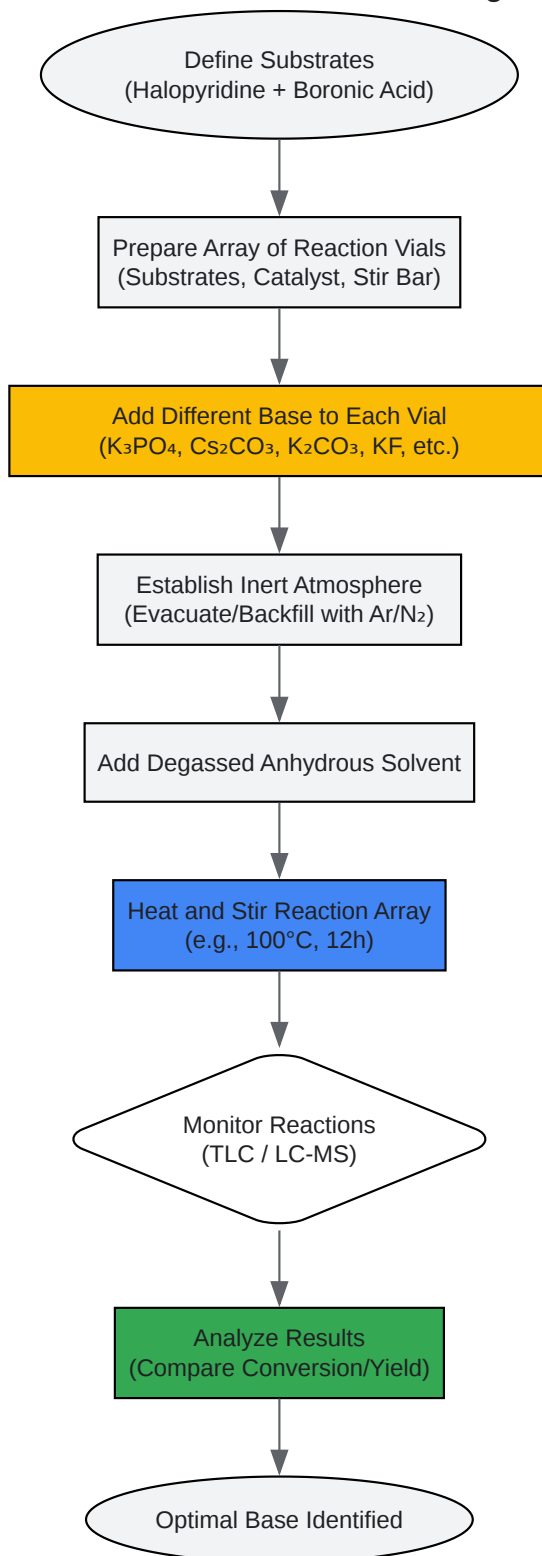 Define Substrates
(Halopyridine + Boronic Acid)
Prepare Array of Reaction Vials
(Substrates, Catalyst, Stir Bar)
Add Different Base to Each Vial
(K₃PO₄, Cs₂CO₃, K₂CO₃, KF, etc.)
Establish Inert Atmosphere
(Evacuate/Backfill with Ar/N₂)
Add Degassed Anhydrous Solvent
Heat and Stir Reaction Array
(e.g., 100°C, 12h)
Monitor Reactions
(TLC / LC-MS)
Analyze Results
(Compare Conversion/Yield)
Optimal Base Identified